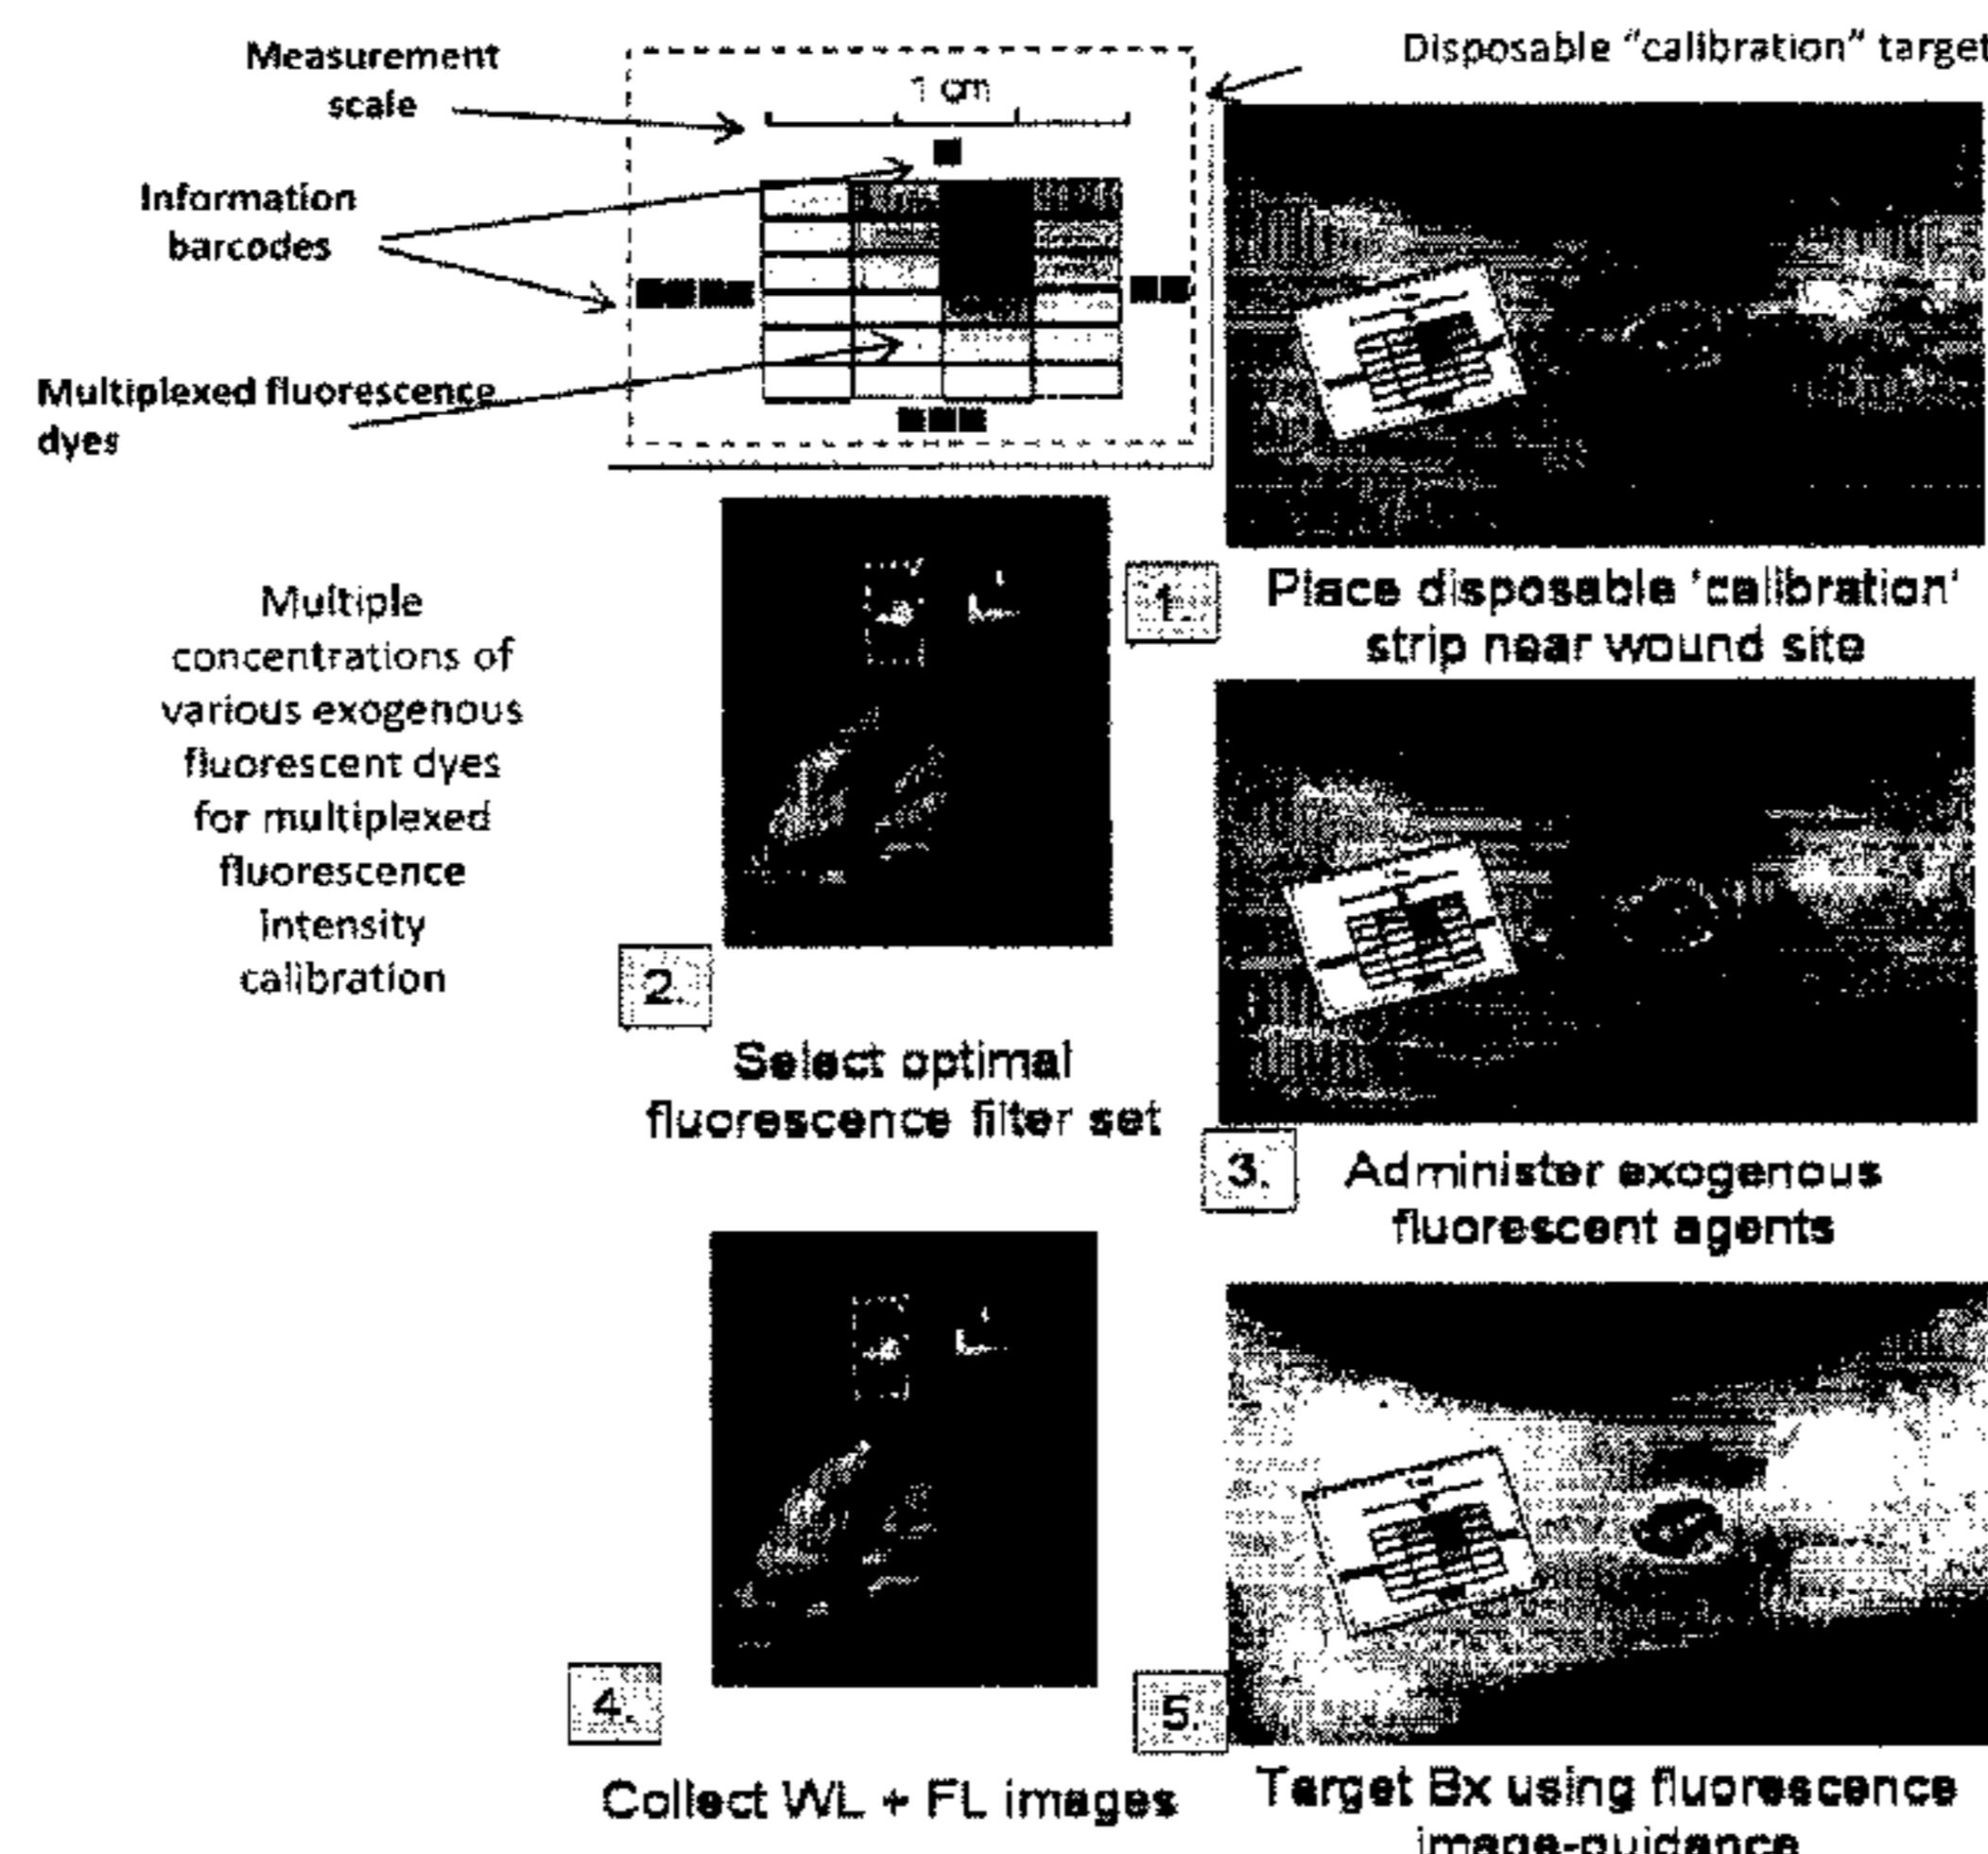 Measurement
scale
1 cm
Disposable "calibration" target
Information
barcodes
Multiplexed fluorescence
dyes
Multiple
concentrations of
various exogenous
fluorescent dyes
for multiplexed
fluorescence
intensity
calibration
1.
Place disposable 'calibration'
strip near wound site
2.
Select optimal
fluorescence filter set
3.
Administer exogenous
fluorescent agents
4.
Collect WL + FL images
5.
Target Bx using fluorescence
image-guidance